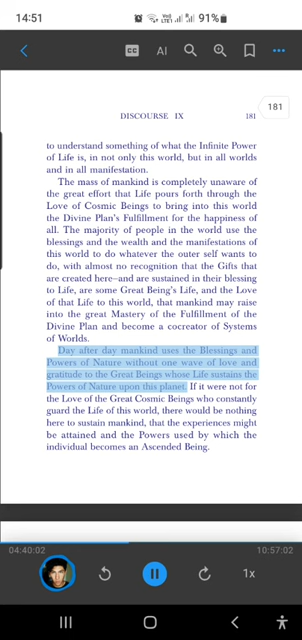 14:51
91%
CC
AI
181
DISCOURSE IX 181
to understand something of what the Infinite Power
of Life is, in not only this world, but in all worlds
and in all manifestation.
The mass of mankind is completely unaware of
the great effort that Life pours forth through the
Love of Cosmic Beings to bring into this world
the Divine Plan's Fulfillment for the happiness of
all. The majority of people in the world use the
blessings and the wealth and the manifestations of
this world to do whatever the outer self wants to
do, with almost no recognition that the Gifts that
are created here—and are sustained in their blessing
to Life, are some Great Being's Life, and the Love
of that Life to this world, that mankind may raise
into the great Mastery of the Fulfillment of the
Divine Plan and become a cocreator of Systems
of Worlds.
Day after day mankind uses the Blessings and
Powers of Nature without one wave of love and
gratitude to the Great Beings whose Life sustains the
Powers of Nature upon this planet. If it were not for
the Love of the Great Cosmic Beings who constantly
guard the Life of this world, there would be nothing
here to sustain mankind, that the experiences might
be attained and the Powers used by which the
individual becomes an Ascended Being.
04:40:02 10:57:02
1x